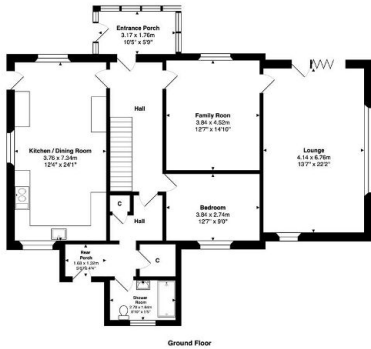 Entrance Porch
3.17 x 1.76m
10'5" x 5'9"
Hall
Family Room
3.84 x 4.52m
12'7" x 14'10"
Kitchen / Dining Room
3.76 x 7.34m
12'4" x 24'1"
Lounge
4.14 x 6.76m
13'7" x 22'2"
C
Hall
Bedroom
3.84 x 2.74m
12'7" x 9'0"
Rear
Porch
C
Shower
Room
Ground Floor